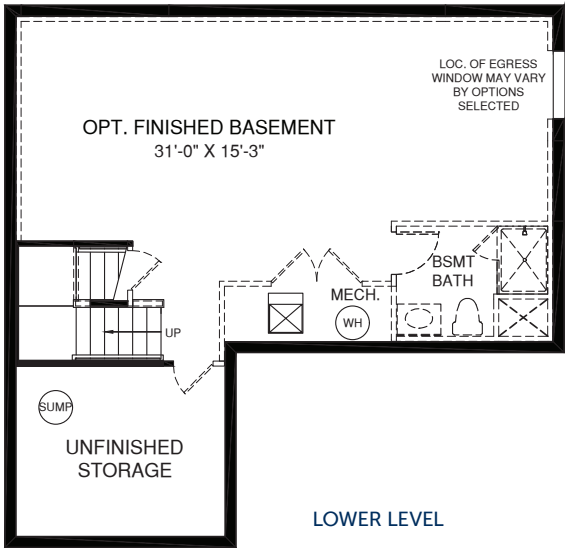 LOC. OF EGRESS
WINDOW MAY VARY
BY OPTIONS
SELECTED
OPT. FINISHED BASEMENT
31'-0" X 15'-3"
BSMT
BATH
MECH.
WH
UP
SUMP
UNFINISHED
STORAGE
LOWER LEVEL